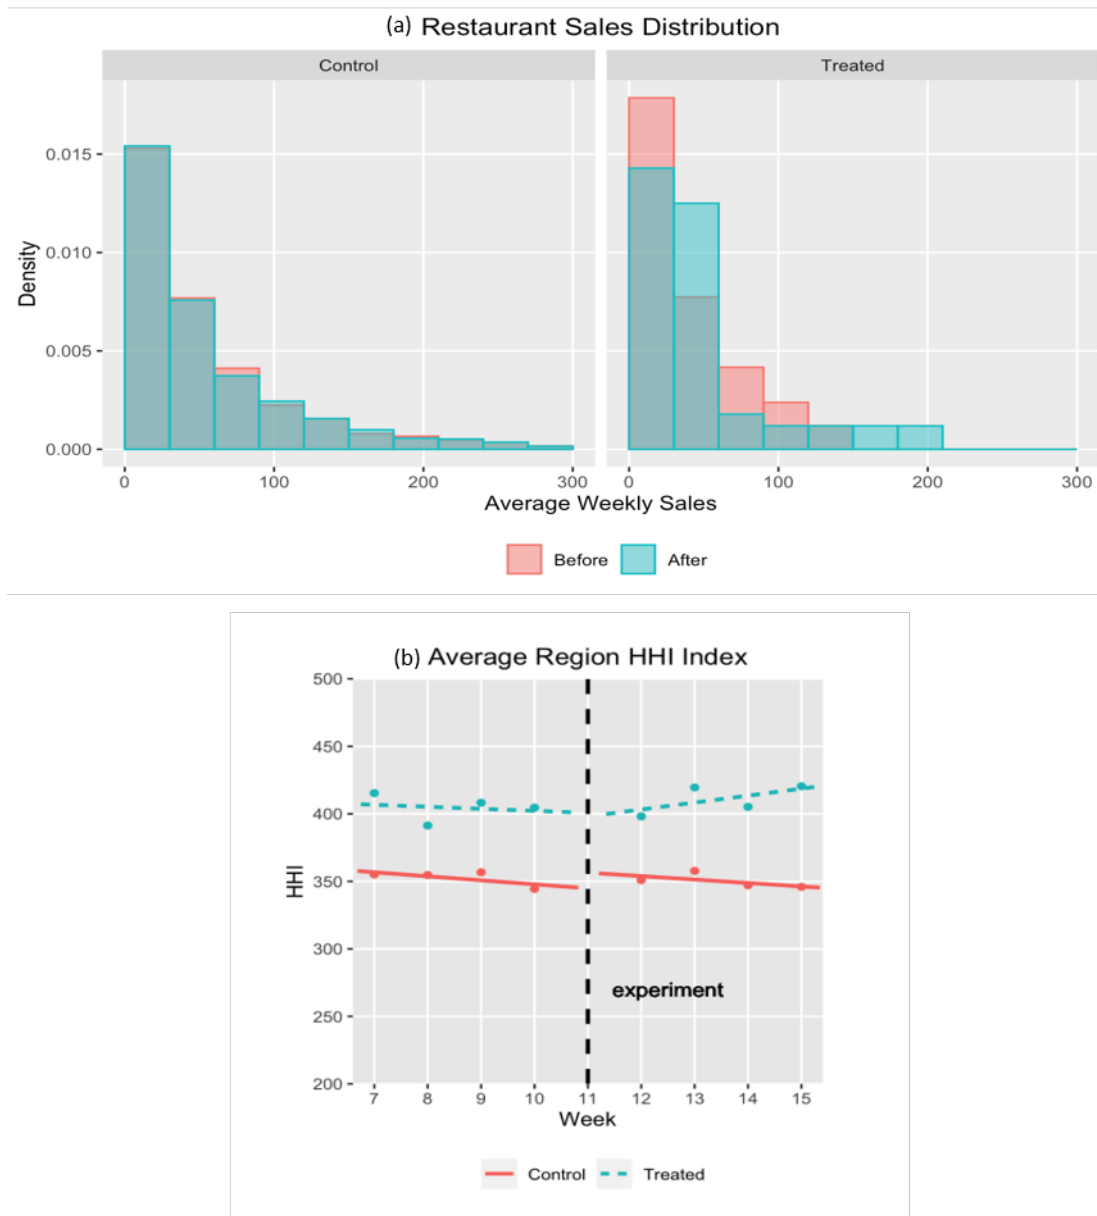 (a) Restaurant Sales Distribution
Control Treated
0.015
0.010
0.005
0.000
Density
0 100 200 300 0 100 200 300
Average Weekly Sales
Before After
(b) Average Region HHI Index
500
450
400
350
300
250
200
HHI
experiment
7 8 9 10 11 12 13 14 15
Week
Control Treated